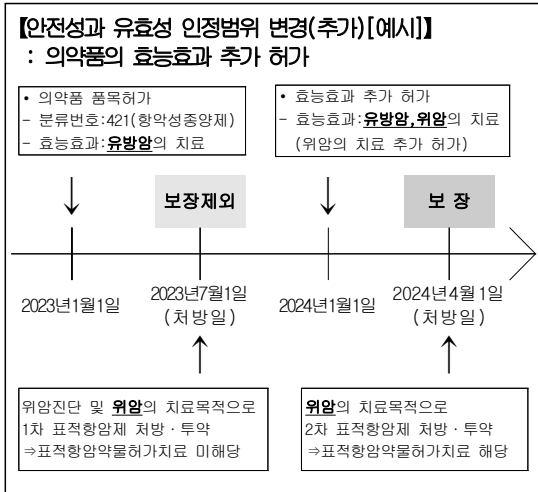 【안전성과 유효성 인정범위 변경(추가)[예시]】
: 의약품의 효능효과 추가 허가
• 의약품 품목허가
- 분류번호:421(항악성종양제)
- 효능효과:유방암의 치료
• 효능효과 추가 허가
- 효능효과:유방암,위암의 치료
(위암의 치료 추가 허가)
보장제외
보 장
2023년1월1일
2023년7월1일
(처방일)
2024년1월1일
2024년4월1일
(처방일)
위암진단 및 위암의 치료목적으로
1차 표적항암제 처방·투약
⇒표적항암약물허가치료 미해당
위암의 치료목적으로
2차 표적항암제 처방·투약
⇒표적항암약물허가치료 해당